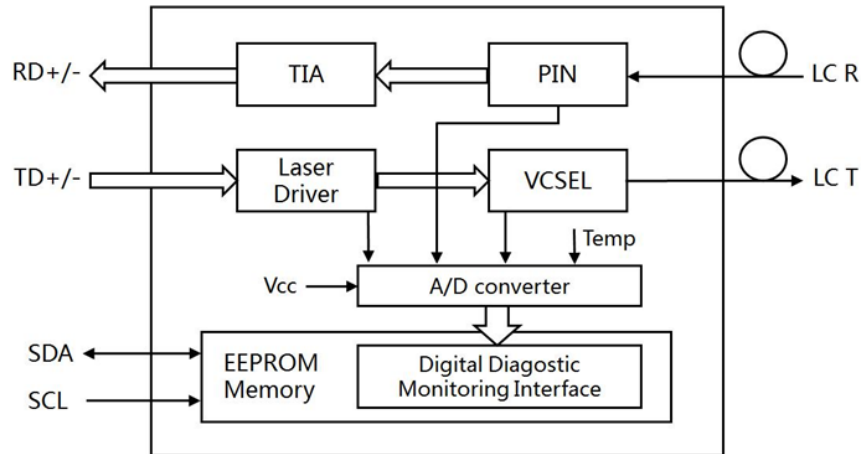 RD+/-
TIA
PIN
LC R
TD+/-
Laser
Driver
VCSEL
LC T
Temp
Vcc
A/D converter
SDA
SCL
EEPROM
Memory
Digital Diagostic
Monitoring Interface